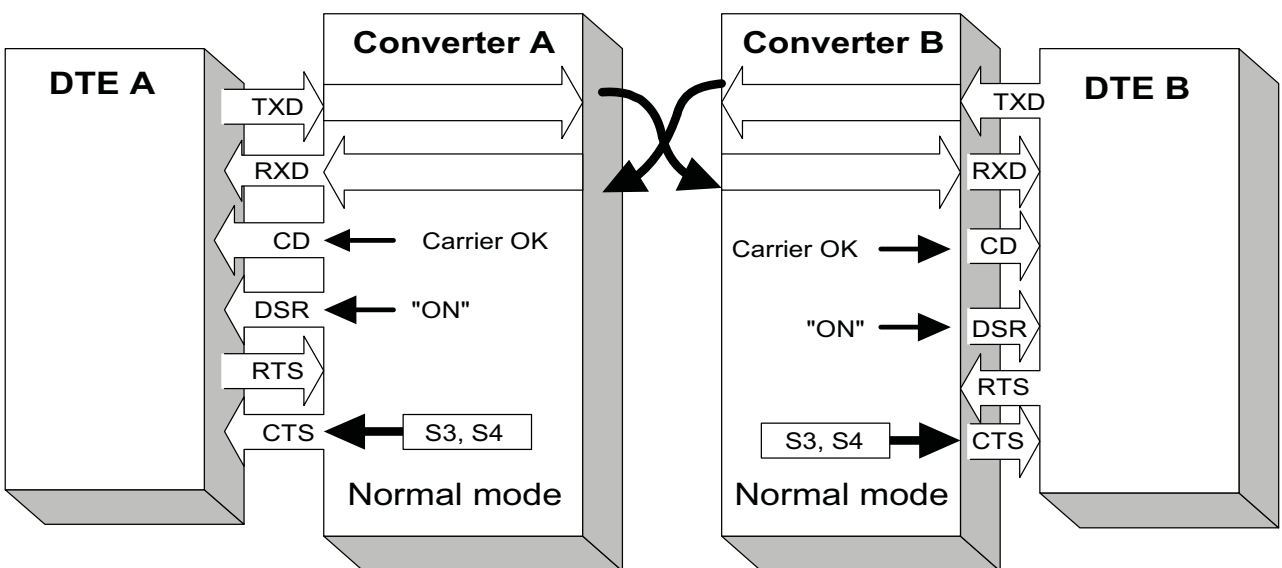 DTE A
Converter A
TXD
RXD
CD
Carrier OK
DSR
"ON"
RTS
CTS
S3, S4
Normal mode
Converter B
DTE B
TXD
RXD
Carrier OK
CD
"ON"
DSR
RTS
S3, S4
CTS
Normal mode